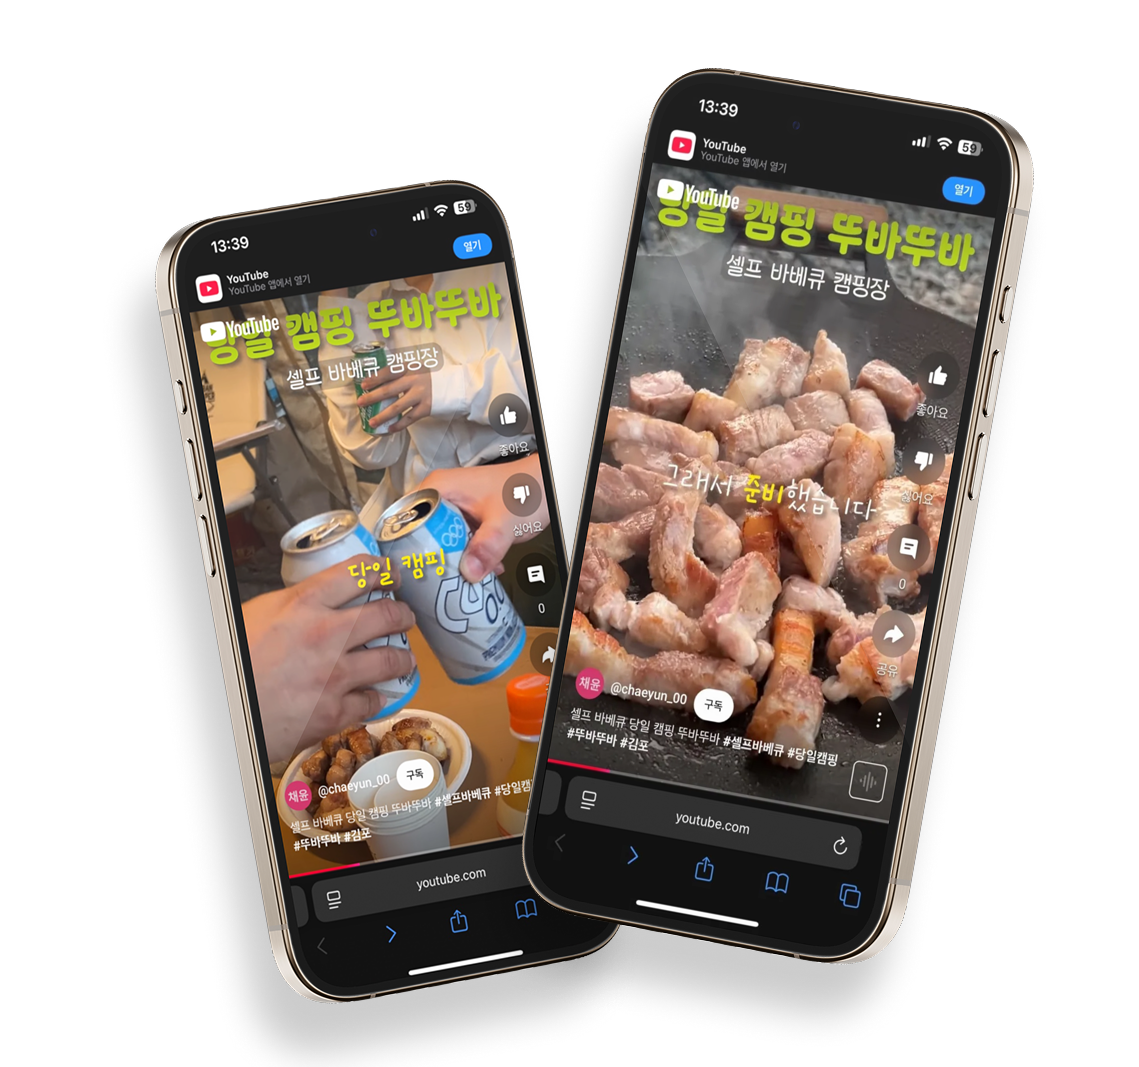 13:39
59
YouTube
YouTube 앱에서 열기
열기
YouTube
당일 캠핑 뚜바뚜바
셀프 바베큐 캠핑장
좋아요
싫어요
당일 캠핑
0
채윤 @chaeyun_00 구독
셀프 바베큐 당일 캠핑 뚜바뚜바 #셀프바베큐 #당일캠핑
#뚜바뚜바 #김포
youtube.com
13:39
59
YouTube
YouTube 앱에서 열기
열기
YouTube
당일 캠핑 뚜바뚜바
셀프 바베큐 캠핑장
좋아요
그래서 준비했습니다
싫어요
0
공유
채윤 @chaeyun_00 구독
셀프 바베큐 당일 캠핑 뚜바뚜바 #셀프바베큐 #당일캠핑
#뚜바뚜바 #김포
youtube.com